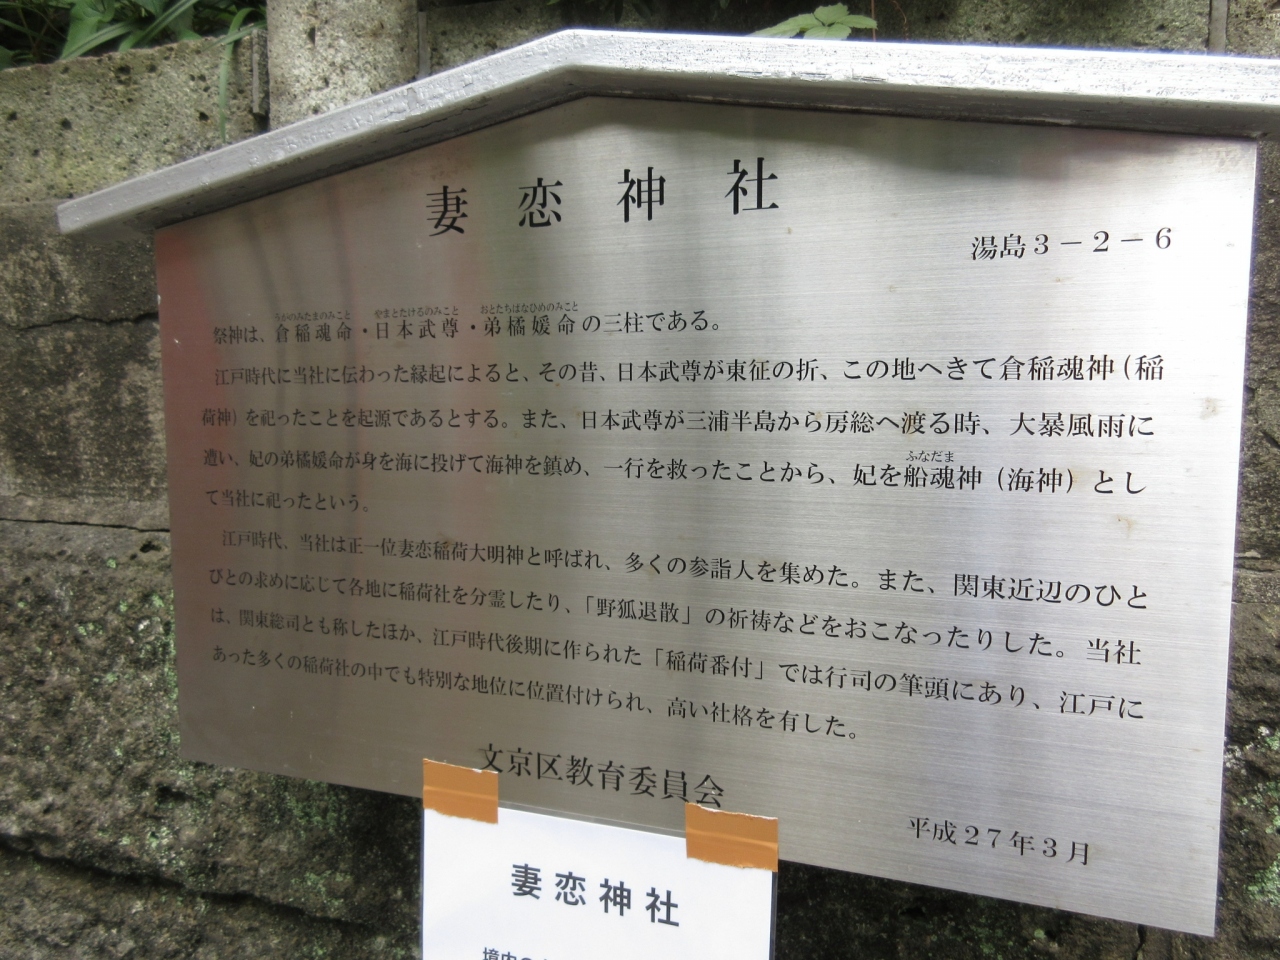 妻恋神社
湯島3－2－6
うかのみたまのみこと　やまとたけるのみこと　おとたちばなひめのみこと
祭神は、倉稲魂命・日本武尊・弟橘媛命の三柱である。
江戸時代に当社に伝わった縁起によると、その昔、日本武尊が東征の折、この地へきて倉稲魂神（稲
荷神）を祀ったことを起源であるとする。また、日本武尊が三浦半島から房総へ渡る時、大暴風雨に
遭い、妃の弟橘媛命が身を海に投げて海神を鎮め、一行を救ったことから、妃を船魂神（海神）とし
ふなだま
て当社に祀ったという。
江戸時代、当社は正一位妻恋稲荷大明神と呼ばれ、多くの参詣人を集めた。また、関東近辺のひと
びとの求めに応じて各地に稲荷社を分霊したり、「野狐退散」の祈祷などをおこなったりした。当社
は、関東総司とも称したほか、江戸時代後期に作られた「稲荷番付」では行司の筆頭にあり、江戸に
あった多くの稲荷社の中でも特別な地位に位置付けられ、高い社格を有した。
文京区教育委員会
平成27年3月
妻恋神社
境内